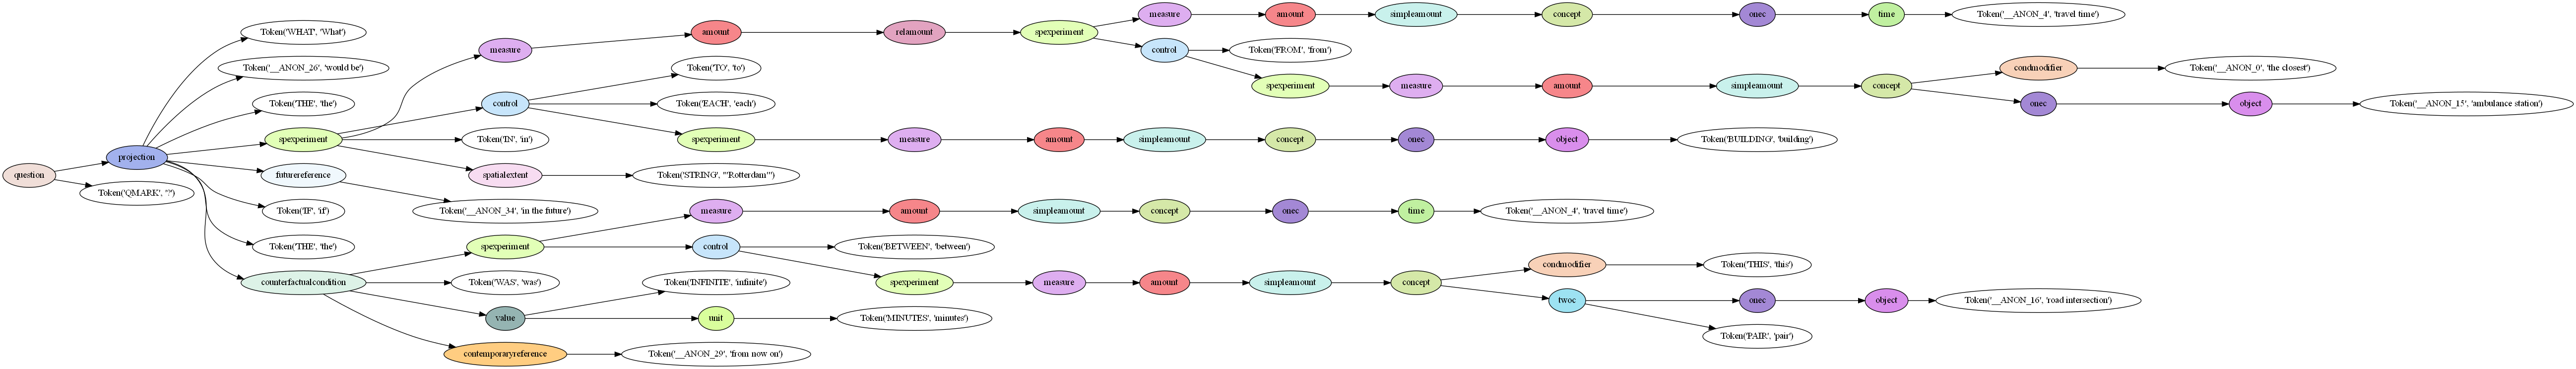 measure
amount
simpleamount
concept
onec
time
Token('__ANON_4', 'travel time')
Token('WHAT', 'What')
amount
relamount
spexperiment
measure
control
Token('FROM', 'from')
Token('__ANON_26', 'would be')
Token('TO', 'to')
condmodifier
Token('__ANON_0', 'the closest')
spexperiment
measure
amount
simpleamount
concept
Token('THE', 'the')
control
Token('EACH', 'each')
onec
object
Token('__ANON_15', 'ambulance station')
spexperiment
Token('IN', 'in')
spexperiment
measure
amount
simpleamount
concept
onec
object
Token('BUILDING', 'building')
projection
question
futurereference
spatialextent
Token('STRING', '"Rotterdam"')
Token('QMARK', '?')
Token('IF', 'if')
Token('__ANON_34', 'in the future')
measure
amount
simpleamount
concept
onec
time
Token('__ANON_4', 'travel time')
Token('THE', 'the')
spexperiment
control
Token('BETWEEN', 'between')
condmodifier
Token('THIS', 'this')
counterfactualcondition
Token('WAS', 'was')
Token('INFINITE', 'infinite')
spexperiment
measure
amount
simpleamount
concept
twoc
onec
object
Token('__ANON_16', 'road intersection')
value
unit
Token('MINUTES', 'minutes')
Token('PAIR', 'pair')
contemporaryreference
Token('__ANON_29', 'from now on')